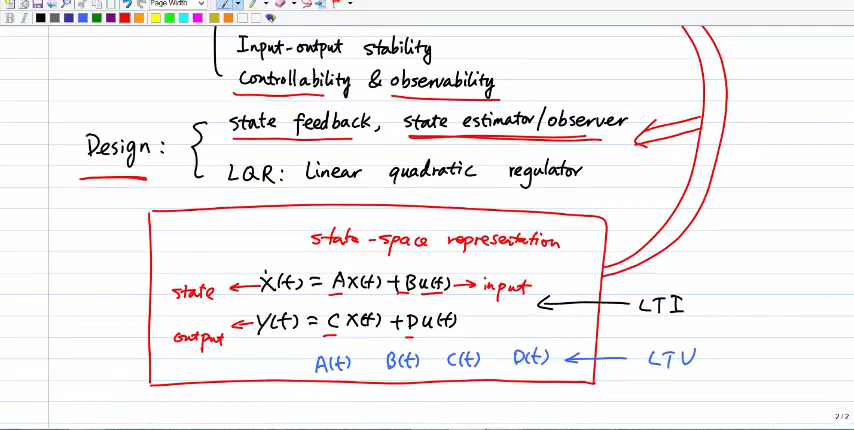 Page Width
B I
Input-output stability
Controllability & observability
Design: state feedback, state estimator/observer
LQR: linear quadratic regulator
state-space representation
state ← ẋ(t) = Ax(t) + Bu(t) → input
← LTI
output ← y(t) = Cx(t) + Du(t)
A(t) B(t) C(t) D(t) ← LTV
2/2